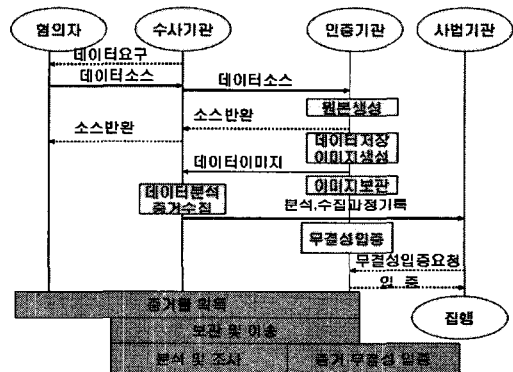 혐의자 수사기관 인증기관 사법기관
데이터요구
데이터소스 데이터소스
원본생성
소스반환 소스반환
데이터저장
이미지생성
데이터이미지
이미지보관
데이터분석
증거수집
분석,수집과정기록
무결성입증
무결성입증요청
입 증
집행
증거물 획득
보관 및 이송
분석 및 조사 증거 무결성 입증